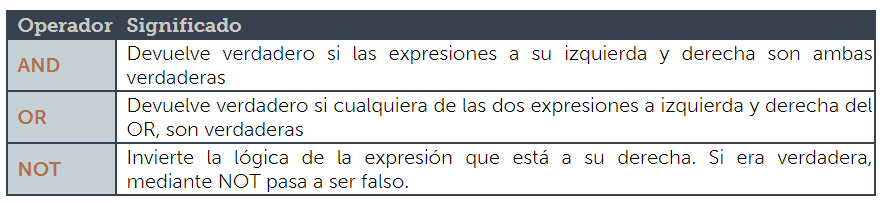 Operador Significado
AND
Devuelve verdadero si las expresiones a su izquierda y derecha son ambas
verdaderas
OR
Devuelve verdadero si cualquiera de las dos expresiones a izquierda y derecha del
OR, son verdaderas
NOT
Invierte la lógica de la expresión que está a su derecha. Si era verdadera,
mediante NOT pasa a ser falso.